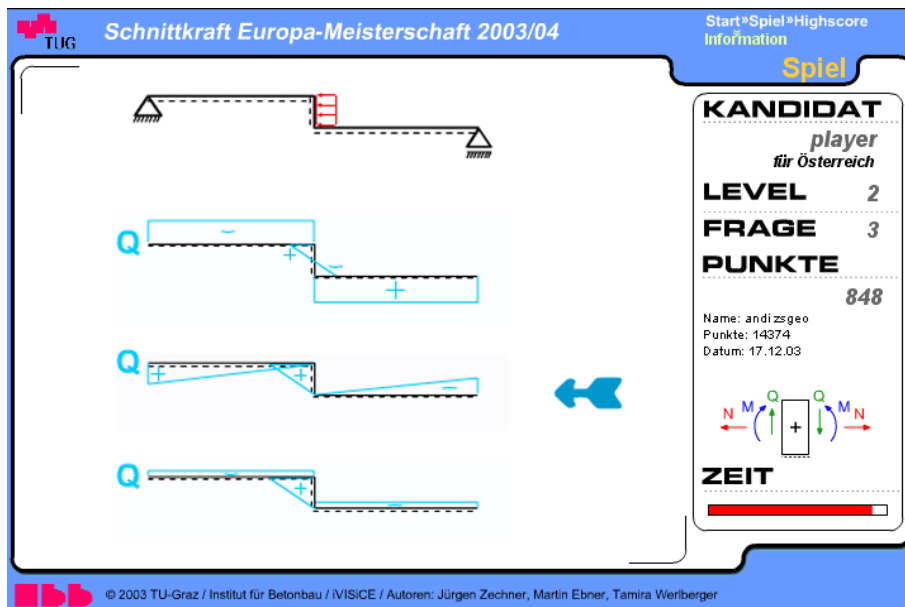 TUG
Schnittkraft Europa-Meisterschaft 2003/04
Start»Spiel»Highscore
Information
Spiel
KANDIDAT
player
für Österreich
LEVEL 2
FRAGE 3
PUNKTE
848
Name: andizsgeo
Punkte: 14374
Datum: 17.12.03
Q Q
N M M N
+
ZEIT
Q
−
+ −
+
Q
+ + −
Q
− + −
© 2003 TU-Graz / Institut für Betonbau / iVISiCE / Autoren: Jürgen Zechner, Martin Ebner, Tamira Werlberger